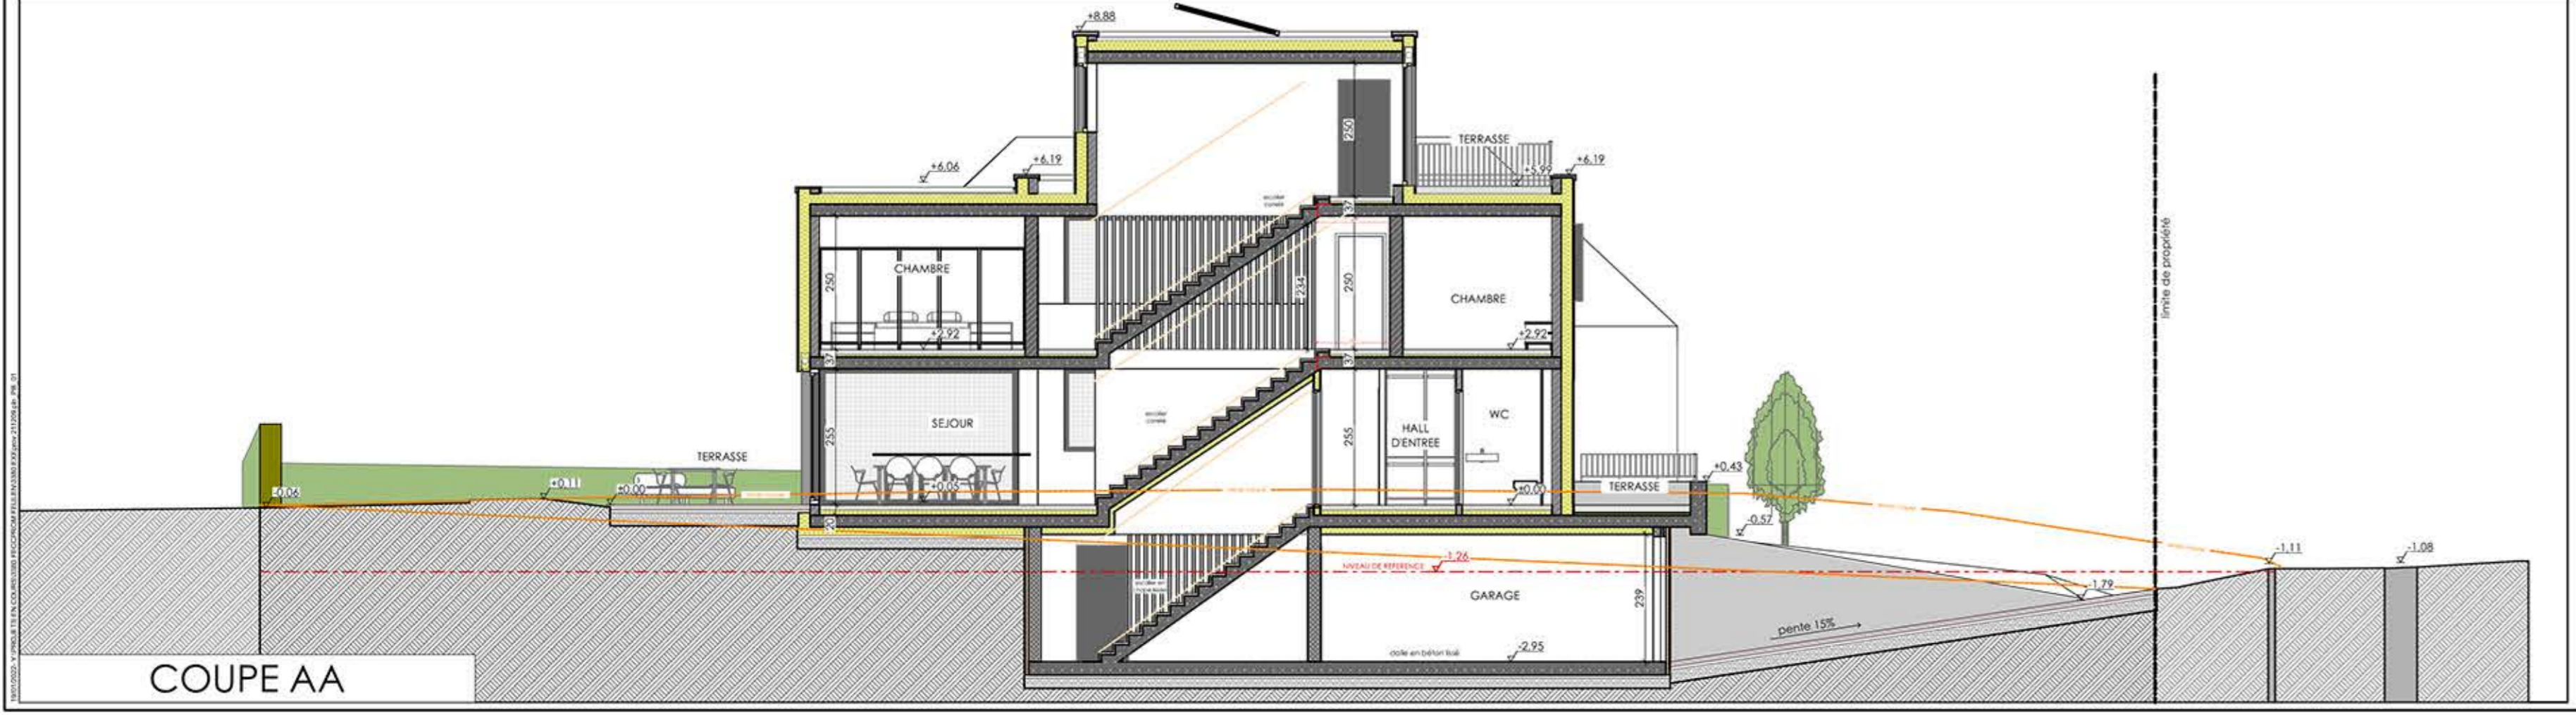 +8.88
250
TERRASSE
+6.06
+6.19
+5.99
+6.19
escalier
37
CHAMBRE
250
234
250
CHAMBRE
+2.92
+2.92
37
37
limite de propriété
255
SEJOUR
255
HALL
D'ENTREE
WC
TERRASSE
-0.06
+0.11
±0.00
+0.05
±0.00
TERRASSE
+0.43
20
-0.57
NIVEAU DE REFERENCE
-1.26
-1.11
-1.08
-1.79
GARAGE
239
pente 15%
dalle en béton lissé
-2.95
COUPE AA